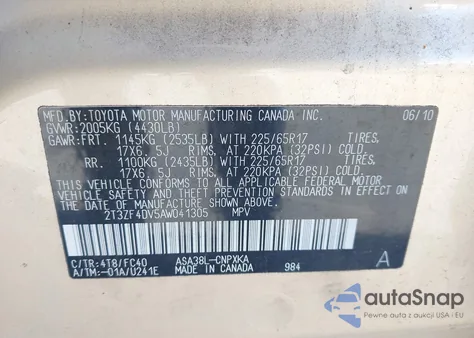 MFD.BY:TOYOTA MOTOR MANUFACTURING CANADA INC. 06/10
GVWR:2005KG (4430LB)
GAWR:FRT. 1145KG (2535LB) WITH 225/65R17
17X6. 5J TIRES, RIMS, AT 220KPA (32PSI) COLD.
RR. 1100KG (2435LB) WITH 225/65R17
17X6. 5J TIRES, RIMS, AT 220KPA (32PSI) COLD.
THIS VEHICLE CONFORMS TO ALL APPLICABLE FEDERAL MOTOR
VEHICLE SAFETY, BUMPER, AND THEFT PREVENTION STANDARDS IN EFFECT
ON THE DATE OF MANUFACTURE SHOWN ABOVE.
2T3ZF4DV5AW041305 MPV
C/TR:4T8/FC40 ASA38L-CNPXKA
A/TM:-01A/U241E MADE IN CANADA 984 A
autoSnap
Pewne zakupy z aukcji USA i EU